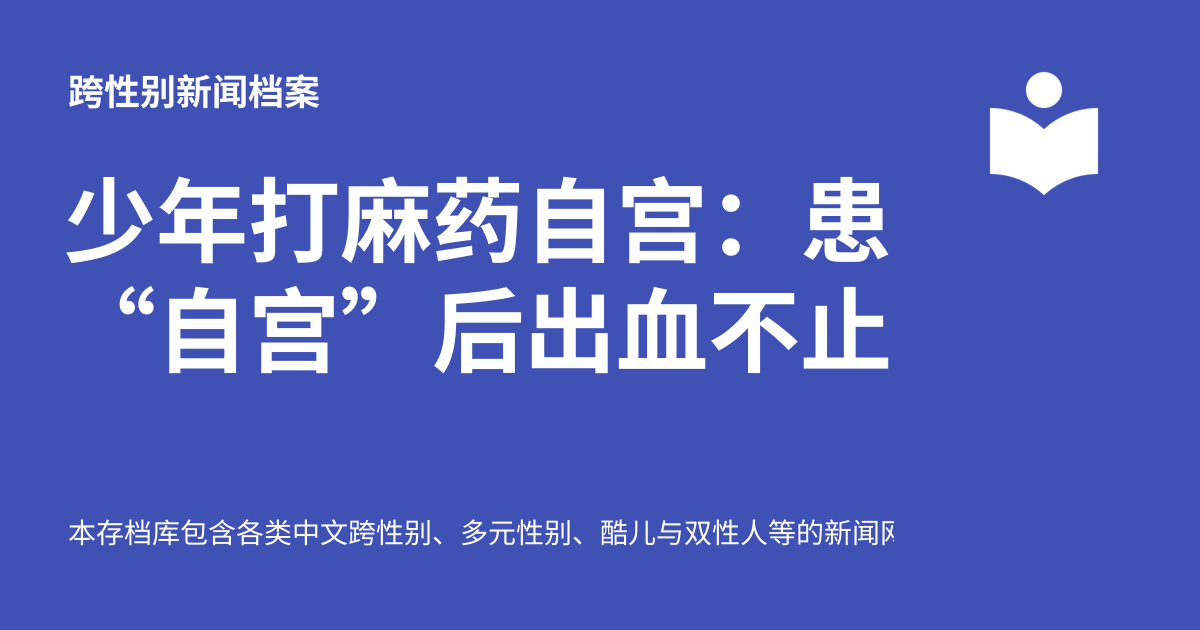 跨性别新闻档案
少年打麻药自宫：患
“自宫”后出血不止
本存档库包含各类中文跨性别、多元性别、酷儿与双性人等的新闻网